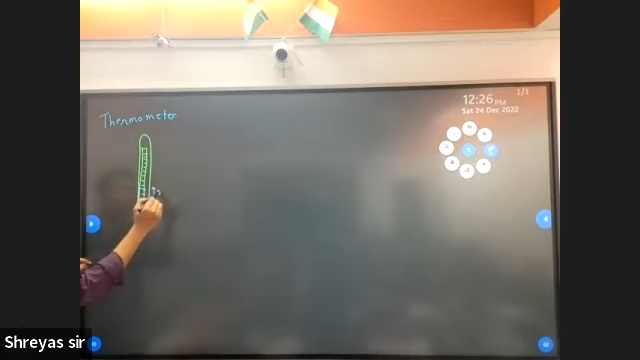 1/1
12:26 PM
Sat 24 Dec 2022
Thermometer
Shreyas sir